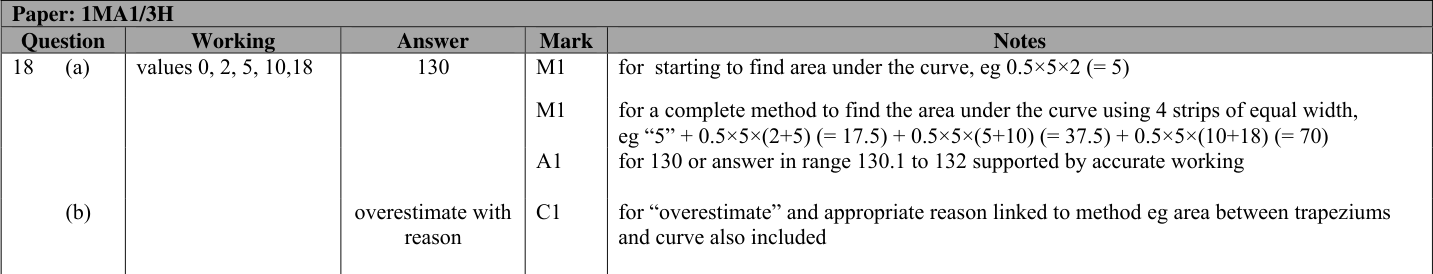 Paper: 1MA1/3H
Question Working Answer Mark Notes
18 (a) values 0, 2, 5, 10,18 130 M1 for starting to find area under the curve, eg 0.5×5×2 (= 5)
M1 for a complete method to find the area under the curve using 4 strips of equal width,
eg “5” + 0.5×5×(2+5) (= 17.5) + 0.5×5×(5+10) (= 37.5) + 0.5×5×(10+18) (= 70)
A1 for 130 or answer in range 130.1 to 132 supported by accurate working
(b) overestimate with C1 for “overestimate” and appropriate reason linked to method eg area between trapeziums
reason and curve also included